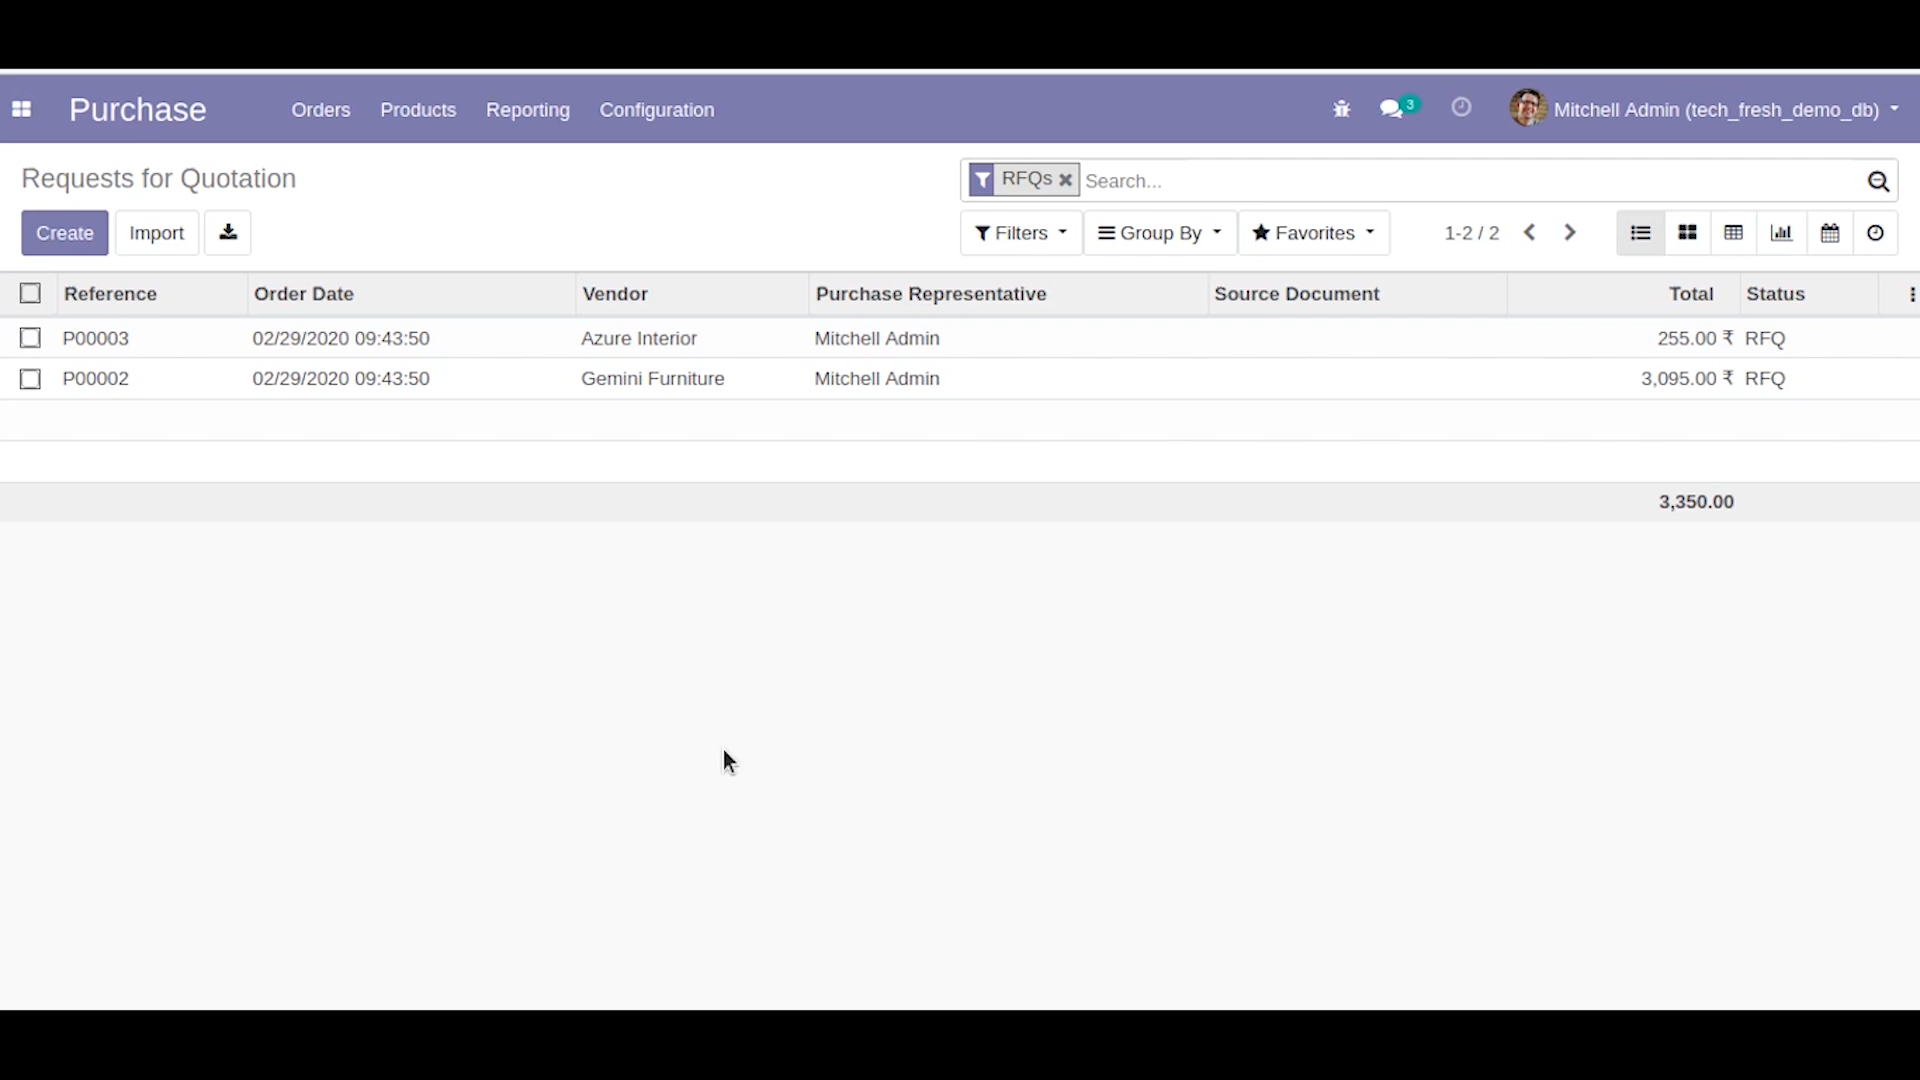 Purchase Orders Products Reporting Configuration 3 Mitchell Admin (tech_fresh_demo_db)
Requests for Quotation RFQs Search...
Create Import Filters Group By Favorites 1-2 / 2
Reference Order Date Vendor Purchase Representative Source Document Total Status
P00003 02/29/2020 09:43:50 Azure Interior Mitchell Admin 255.00 ₹ RFQ
P00002 02/29/2020 09:43:50 Gemini Furniture Mitchell Admin 3,095.00 ₹ RFQ
3,350.00